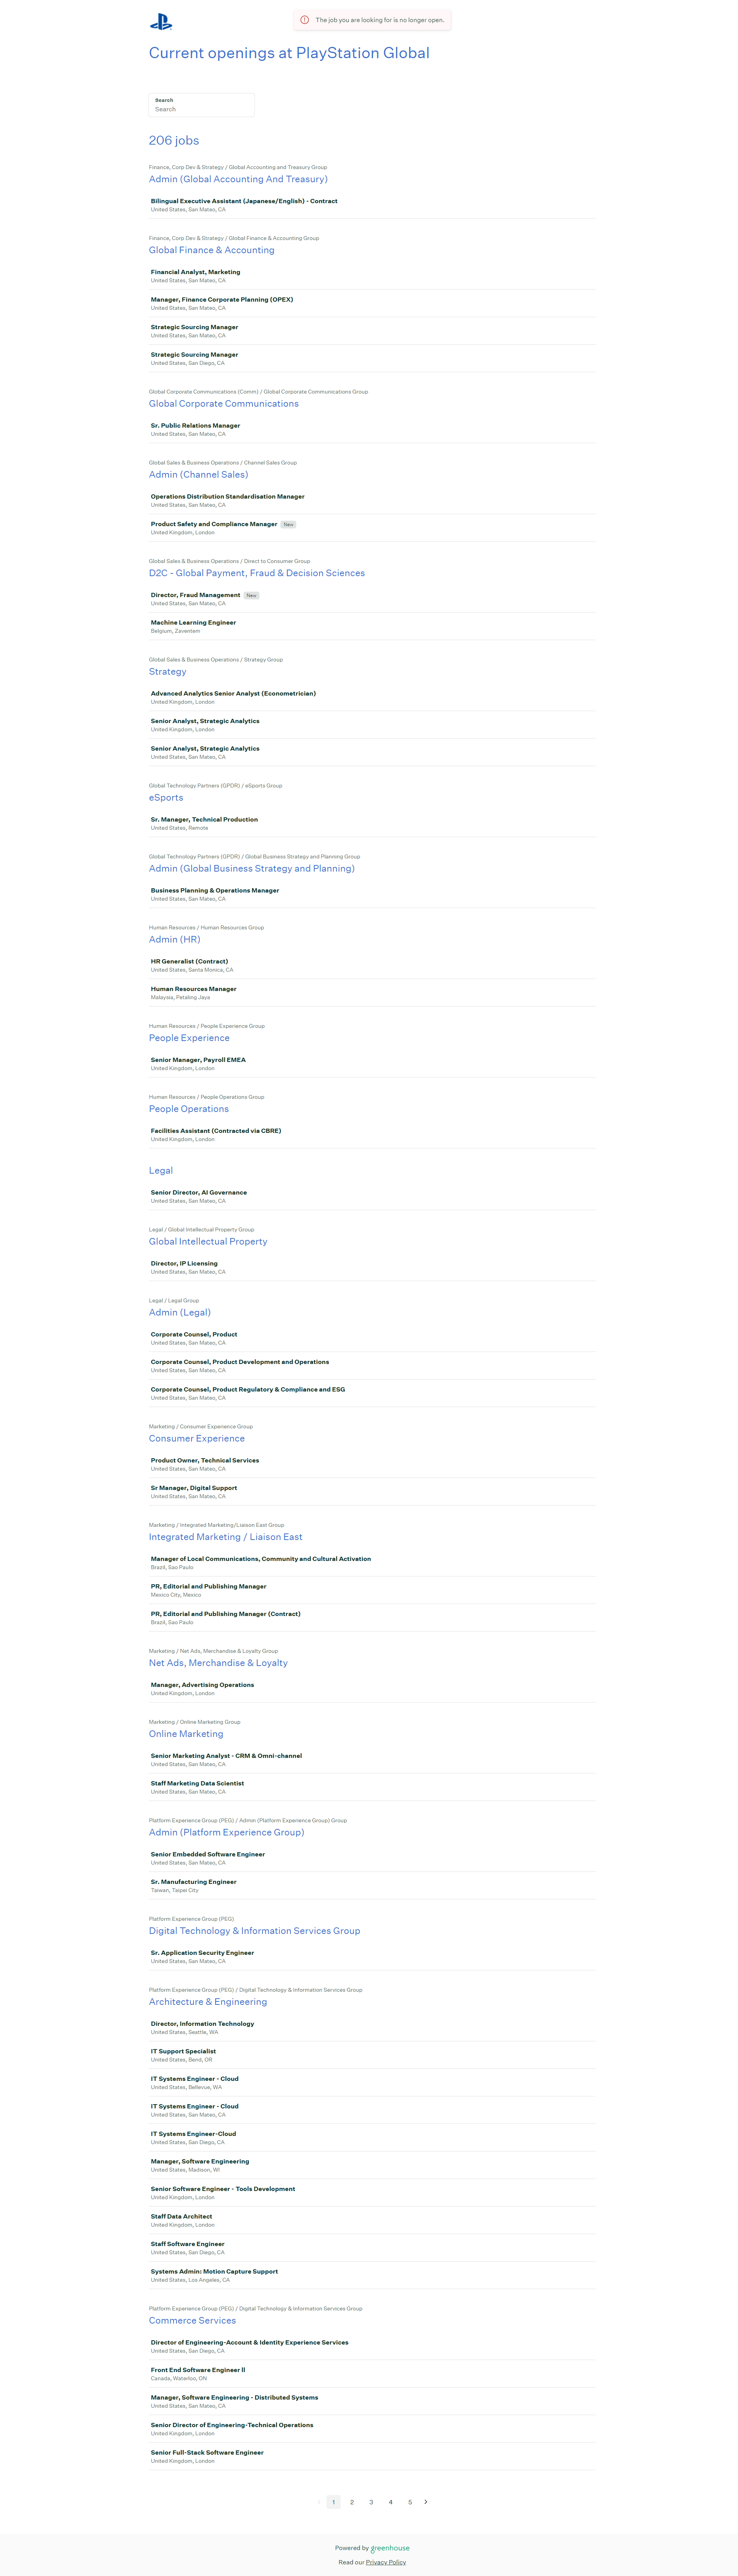 The job you are looking for is no longer open.
Current openings at PlayStation Global
Search
Search
206 jobs
Finance, Corp Dev & Strategy / Global Accounting and Treasury Group
Admin (Global Accounting And Treasury)
Bilingual Executive Assistant (Japanese/English) - Contract
United States, San Mateo, CA
Finance, Corp Dev & Strategy / Global Finance & Accounting Group
Global Finance & Accounting
Financial Analyst, Marketing
United States, San Mateo, CA
Manager, Finance Corporate Planning (OPEX)
United States, San Mateo, CA
Strategic Sourcing Manager
United States, San Mateo, CA
Strategic Sourcing Manager
United States, San Diego, CA
Global Corporate Communications (Comm) / Global Corporate Communications Group
Global Corporate Communications
Sr. Public Relations Manager
United States, San Mateo, CA
Global Sales & Business Operations / Channel Sales Group
Admin (Channel Sales)
Operations Distribution Standardisation Manager
United States, San Mateo, CA
Product Safety and Compliance Manager New
United Kingdom, London
Global Sales & Business Operations / Direct to Consumer Group
D2C - Global Payment, Fraud & Decision Sciences
Director, Fraud Management New
United States, San Mateo, CA
Machine Learning Engineer
Belgium, Zaventem
Global Sales & Business Operations / Strategy Group
Strategy
Advanced Analytics Senior Analyst (Econometrician)
United Kingdom, London
Senior Analyst, Strategic Analytics
United Kingdom, London
Senior Analyst, Strategic Analytics
United States, San Mateo, CA
Global Technology Partners (GPDR) / eSports Group
eSports
Sr. Manager, Technical Production
United States, Remote
Global Technology Partners (GPDR) / Global Business Strategy and Planning Group
Admin (Global Business Strategy and Planning)
Business Planning & Operations Manager
United States, San Mateo, CA
Human Resources / Human Resources Group
Admin (HR)
HR Generalist (Contract)
United States, Santa Monica, CA
Human Resources Manager
Malaysia, Petaling Jaya
Human Resources / People Experience Group
People Experience
Senior Manager, Payroll EMEA
United Kingdom, London
Human Resources / People Operations Group
People Operations
Facilities Assistant (Contracted via CBRE)
United Kingdom, London
Legal
Senior Director, AI Governance
United States, San Mateo, CA
Legal / Global Intellectual Property Group
Global Intellectual Property
Director, IP Licensing
United States, San Mateo, CA
Legal / Legal Group
Admin (Legal)
Corporate Counsel, Product
United States, San Mateo, CA
Corporate Counsel, Product Development and Operations
United States, San Mateo, CA
Corporate Counsel, Product Regulatory & Compliance and ESG
United States, San Mateo, CA
Marketing / Consumer Experience Group
Consumer Experience
Product Owner, Technical Services
United States, San Mateo, CA
Sr Manager, Digital Support
United States, San Mateo, CA
Marketing / Integrated Marketing/Liaison East Group
Integrated Marketing / Liaison East
Manager of Local Communications, Community and Cultural Activation
Brazil, Sao Paulo
PR, Editorial and Publishing Manager
Mexico City, Mexico
PR, Editorial and Publishing Manager (Contract)
Brazil, Sao Paulo
Marketing / Net Ads, Merchandise & Loyalty Group
Net Ads, Merchandise & Loyalty
Manager, Advertising Operations
United Kingdom, London
Marketing / Online Marketing Group
Online Marketing
Senior Marketing Analyst - CRM & Omni-channel
United States, San Mateo, CA
Staff Marketing Data Scientist
United States, San Mateo, CA
Platform Experience Group (PEG) / Admin (Platform Experience Group) Group
Admin (Platform Experience Group)
Senior Embedded Software Engineer
United States, San Mateo, CA
Sr. Manufacturing Engineer
Taiwan, Taipei City
Platform Experience Group (PEG)
Digital Technology & Information Services Group
Sr. Application Security Engineer
United States, San Mateo, CA
Platform Experience Group (PEG) / Digital Technology & Information Services Group
Architecture & Engineering
Director, Information Technology
United States, Seattle, WA
IT Support Specialist
United States, Bend, OR
IT Systems Engineer - Cloud
United States, Bellevue, WA
IT Systems Engineer - Cloud
United States, San Mateo, CA
IT Systems Engineer-Cloud
United States, San Diego, CA
Manager, Software Engineering
United States, Madison, WI
Senior Software Engineer - Tools Development
United Kingdom, London
Staff Data Architect
United Kingdom, London
Staff Software Engineer
United States, San Diego, CA
Systems Admin: Motion Capture Support
United States, Los Angeles, CA
Platform Experience Group (PEG) / Digital Technology & Information Services Group
Commerce Services
Director of Engineering-Account & Identity Experience Services
United States, San Diego, CA
Front End Software Engineer II
Canada, Waterloo, ON
Manager, Software Engineering - Distributed Systems
United States, San Mateo, CA
Senior Director of Engineering-Technical Operations
United Kingdom, London
Senior Full-Stack Software Engineer
United Kingdom, London
1 2 3 4 5
Powered by greenhouse
Read our Privacy Policy